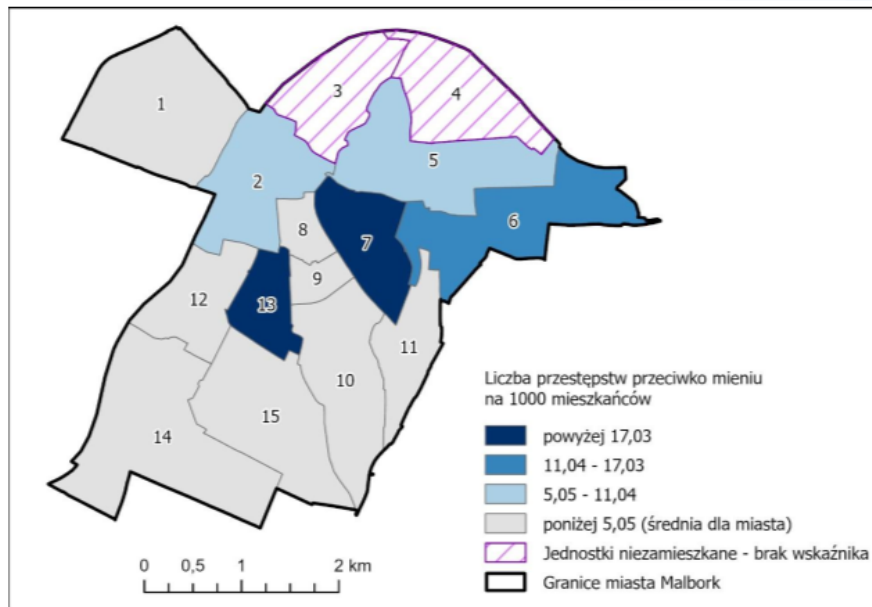 1
3
4
2
5
6
8
7
9
12
13
11
10
14
15
Liczba przestępstw przeciwko mieniu
na 1000 mieszkańców
powyżej 17,03
11,04 - 17,03
5,05 - 11,04
poniżej 5,05 (średnia dla miasta)
Jednostki niezamieszkane - brak wskaźnika
Granice miasta Malbork
0 0,5 1 2 km